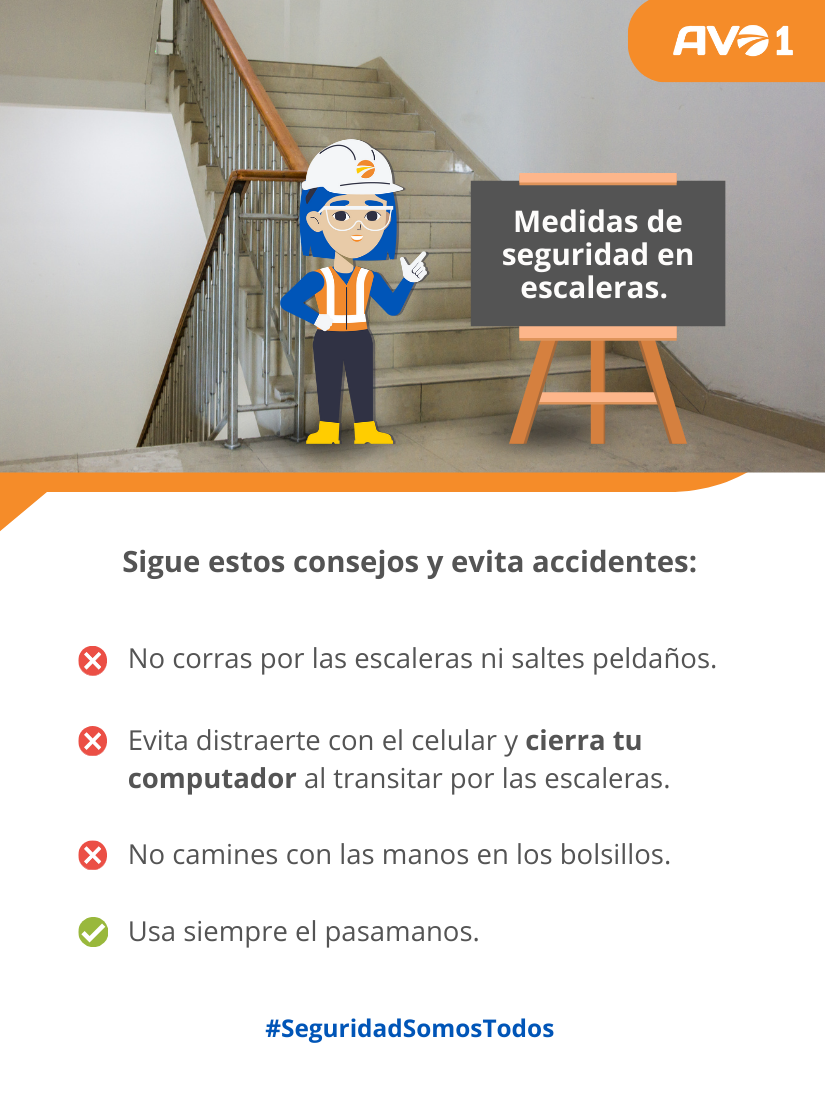 AVO 1
Medidas de
seguridad en
escaleras.
Sigue estos consejos y evita accidentes:
No corras por las escaleras ni saltes peldaños.
Evita distraerte con el celular y cierra tu
computador al transitar por las escaleras.
No camines con las manos en los bolsillos.
Usa siempre el pasamanos.
#SeguridadSomosTodos